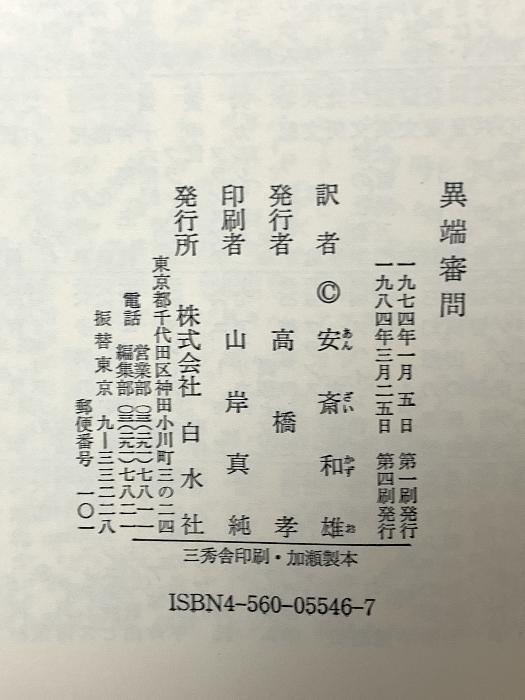 異端審問
一九七四年一月五日 第一刷発行
一九八四年三月二五日 第四刷発行
訳者 © 安斎和雄
あんざいかずお
発行者 高橋孝
印刷者 山岸真純
発行所 株式会社白水社
東京都千代田区神田小川町三の二四
電話 営業部〇三(二九一)七八一一
編集部〇三(二九一)七八二一
振替東京 九―三三二二八
郵便番号 一〇一
三秀舎印刷・加瀬製本
ISBN4-560-05546-7